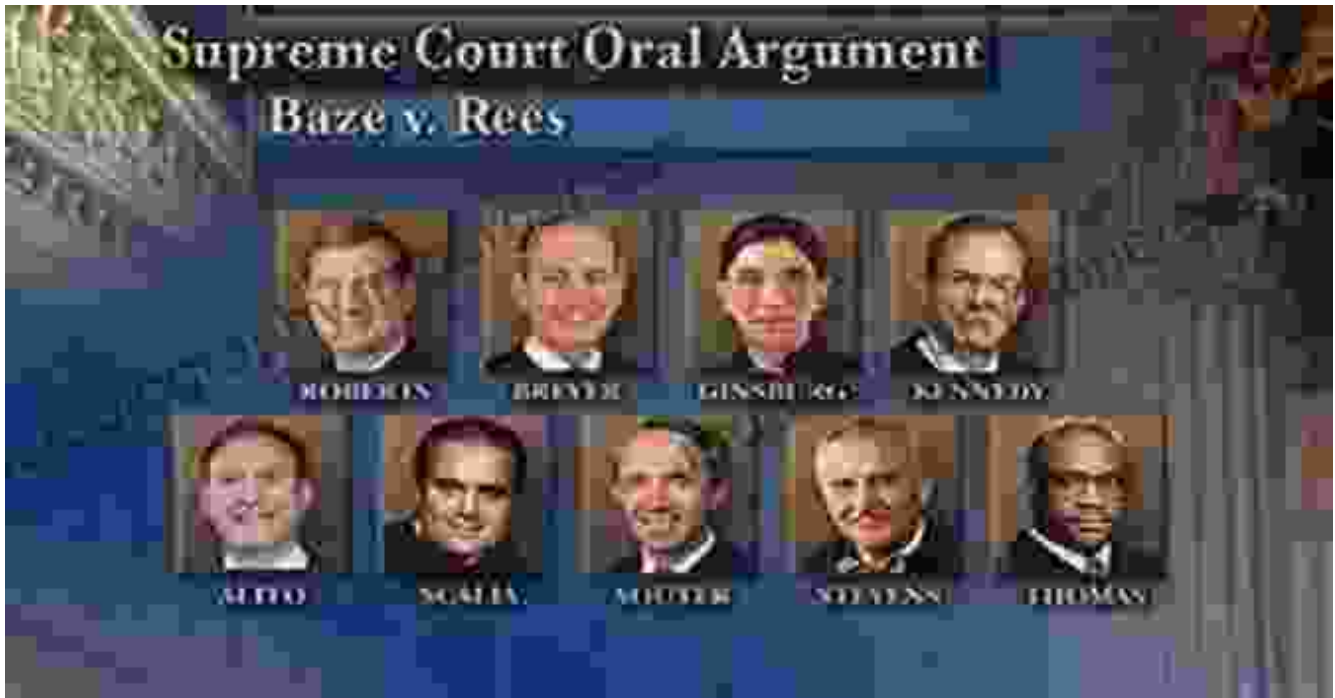 Supreme Court Oral Argument
Baze v. Rees
ROBERTS BREYER GINSBURG KENNEDY
ALITO SCALIA SOUTER STEVENS THOMAS